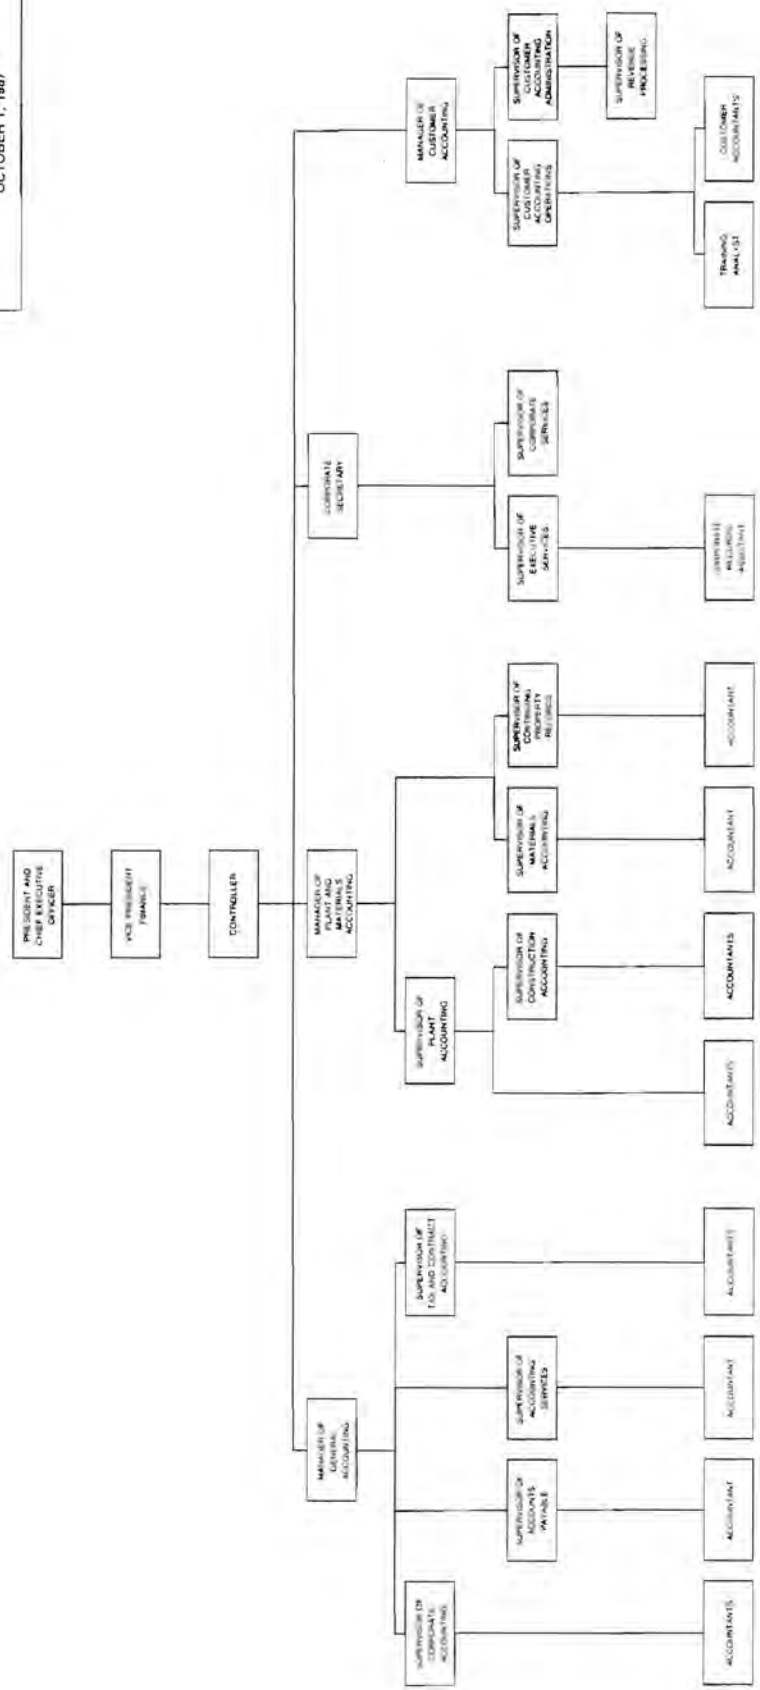 OCTOBER 1, 1987
PRESIDENT AND
CHIEF EXECUTIVE
OFFICER
VICE PRESIDENT
FINANCE
CONTROLLER
MANAGER OF
GENERAL
ACCOUNTING
MANAGER OF
PLANT AND
MATERIALS
ACCOUNTING
CORPORATE
SECRETARY
MANAGER OF
CUSTOMER
ACCOUNTING
SUPERVISOR OF
CORPORATE
ACCOUNTING
SUPERVISOR OF
TAX AND CONTRACT
ACCOUNTING
SUPERVISOR OF
PLANT
ACCOUNTING
SUPERVISOR OF
ACCOUNTS
PAYABLE
SUPERVISOR OF
ACCOUNTING
SERVICES
SUPERVISOR OF
CONSTRUCTION
ACCOUNTING
SUPERVISOR OF
MATERIALS
ACCOUNTING
SUPERVISOR OF
CONTINUING
PROPERTY
RECORDS
SUPERVISOR OF
EXECUTIVE
SERVICES
SUPERVISOR OF
CORPORATE
SERVICES
SUPERVISOR OF
CUSTOMER
ACCOUNTING
OPERATIONS
SUPERVISOR OF
CUSTOMER
ACCOUNTING
ADMINISTRATION
SUPERVISOR OF
REVENUE
PROCESSING
ACCOUNTANTS
ACCOUNTANT
ACCOUNTANT
ACCOUNTANTS
ACCOUNTANTS
ACCOUNTANTS
ACCOUNTANT
ACCOUNTANT
CORPORATE
RECORDS
ASSISTANT
TRAINING
ANALYST
CUSTOMER
ACCOUNTANTS